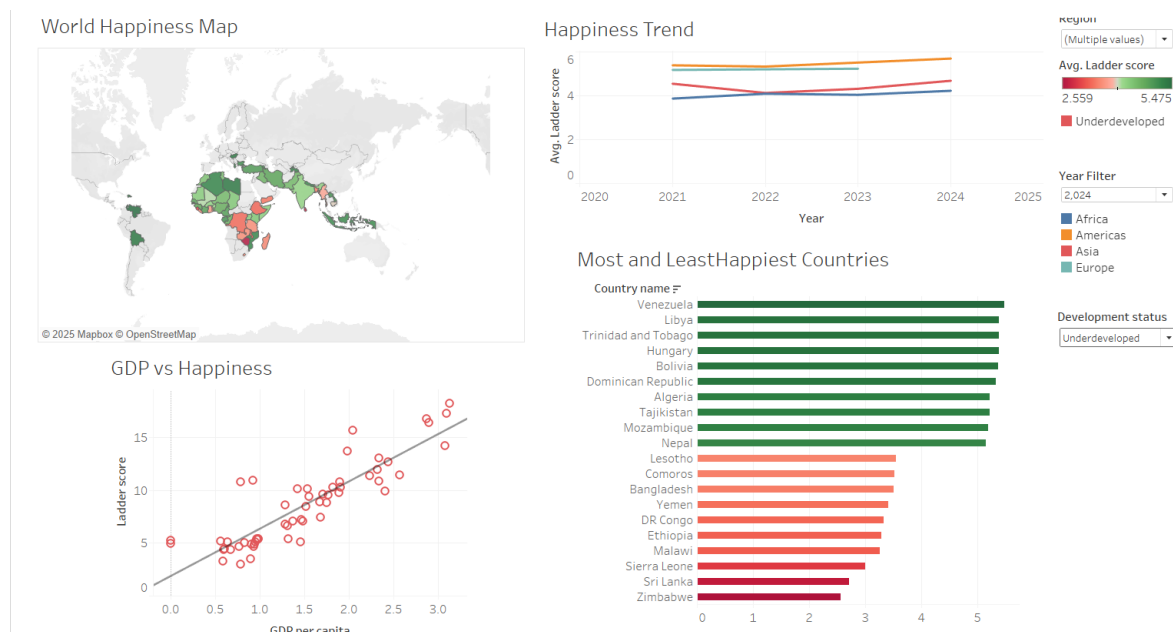 World Happiness Map
© 2025 Mapbox © OpenStreetMap
Happiness Trend
Avg. Ladder score
6
4
2
0
2020 2021 2022 2023 2024 2025
Year
Region
(Multiple values)
Avg. Ladder score
2.559 5.475
Underdeveloped
Year Filter
2,024
Africa
Americas
Asia
Europe
Development status
Underdeveloped
GDP vs Happiness
Ladder score
15
10
5
0
0.0 0.5 1.0 1.5 2.0 2.5 3.0
GDP per capita
Most and LeastHappiest Countries
Country name
Venezuela
Libya
Trinidad and Tobago
Hungary
Bolivia
Dominican Republic
Algeria
Tajikistan
Mozambique
Nepal
Lesotho
Comoros
Bangladesh
Yemen
DR Congo
Ethiopia
Malawi
Sierra Leone
Sri Lanka
Zimbabwe
0 1 2 3 4 5